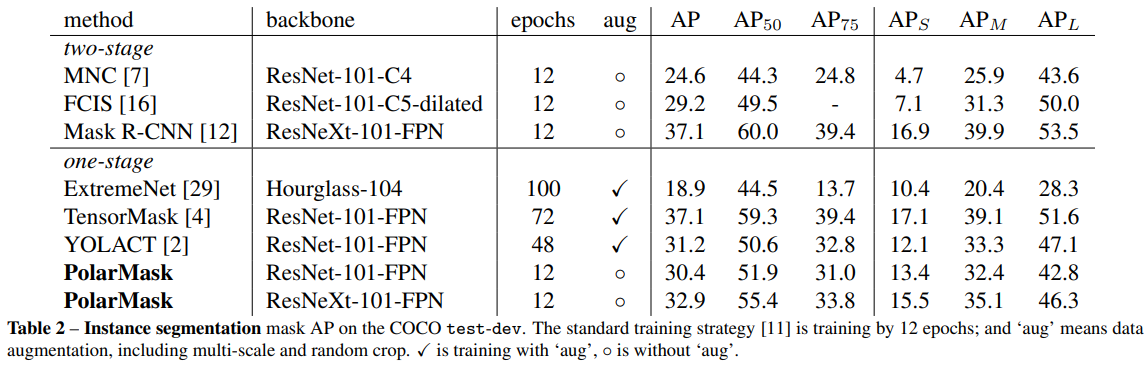 method backbone epochs aug AP AP50 AP75 APS APM APL
two-stage
MNC [7] ResNet-101-C4 12 ○ 24.6 44.3 24.8 4.7 25.9 43.6
FCIS [16] ResNet-101-C5-dilated 12 ○ 29.2 49.5 - 7.1 31.3 50.0
Mask R-CNN [12] ResNeXt-101-FPN 12 ○ 37.1 60.0 39.4 16.9 39.9 53.5
one-stage
ExtremeNet [29] Hourglass-104 100 ✓ 18.9 44.5 13.7 10.4 20.4 28.3
TensorMask [4] ResNet-101-FPN 72 ✓ 37.1 59.3 39.4 17.1 39.1 51.6
YOLACT [2] ResNet-101-FPN 48 ✓ 31.2 50.6 32.8 12.1 33.3 47.1
PolarMask ResNet-101-FPN 12 ○ 30.4 51.9 31.0 13.4 32.4 42.8
PolarMask ResNeXt-101-FPN 12 ○ 32.9 55.4 33.8 15.5 35.1 46.3
Table 2 – Instance segmentation mask AP on the COCO test-dev. The standard training strategy [11] is training by 12 epochs; and ‘aug’ means data
augmentation, including multi-scale and random crop. ✓ is training with ‘aug’, ○ is without ‘aug’.